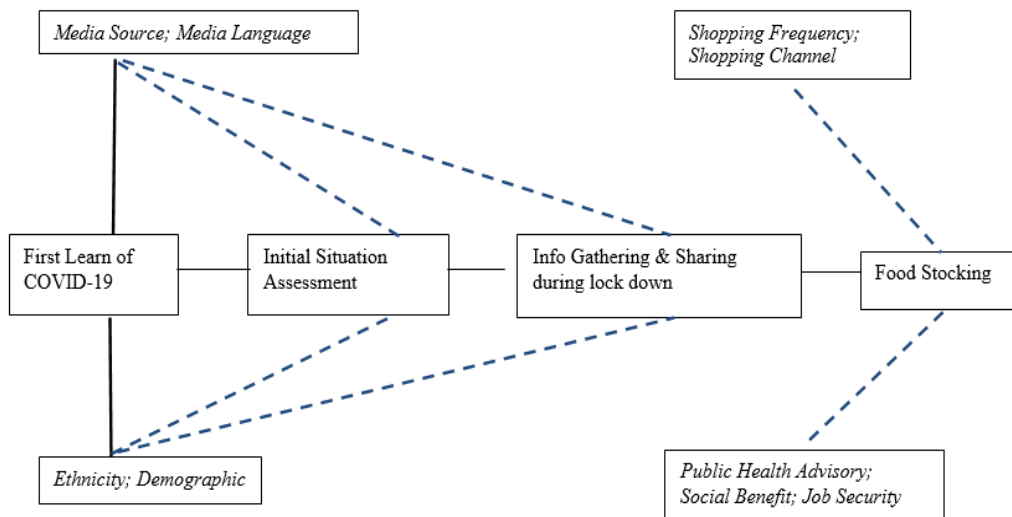 Media Source; Media Language
Shopping Frequency;
Shopping Channel
First Learn of
COVID-19
Initial Situation
Assessment
Info Gathering & Sharing
during lock down
Food Stocking
Ethnicity; Demographic
Public Health Advisory;
Social Benefit; Job Security